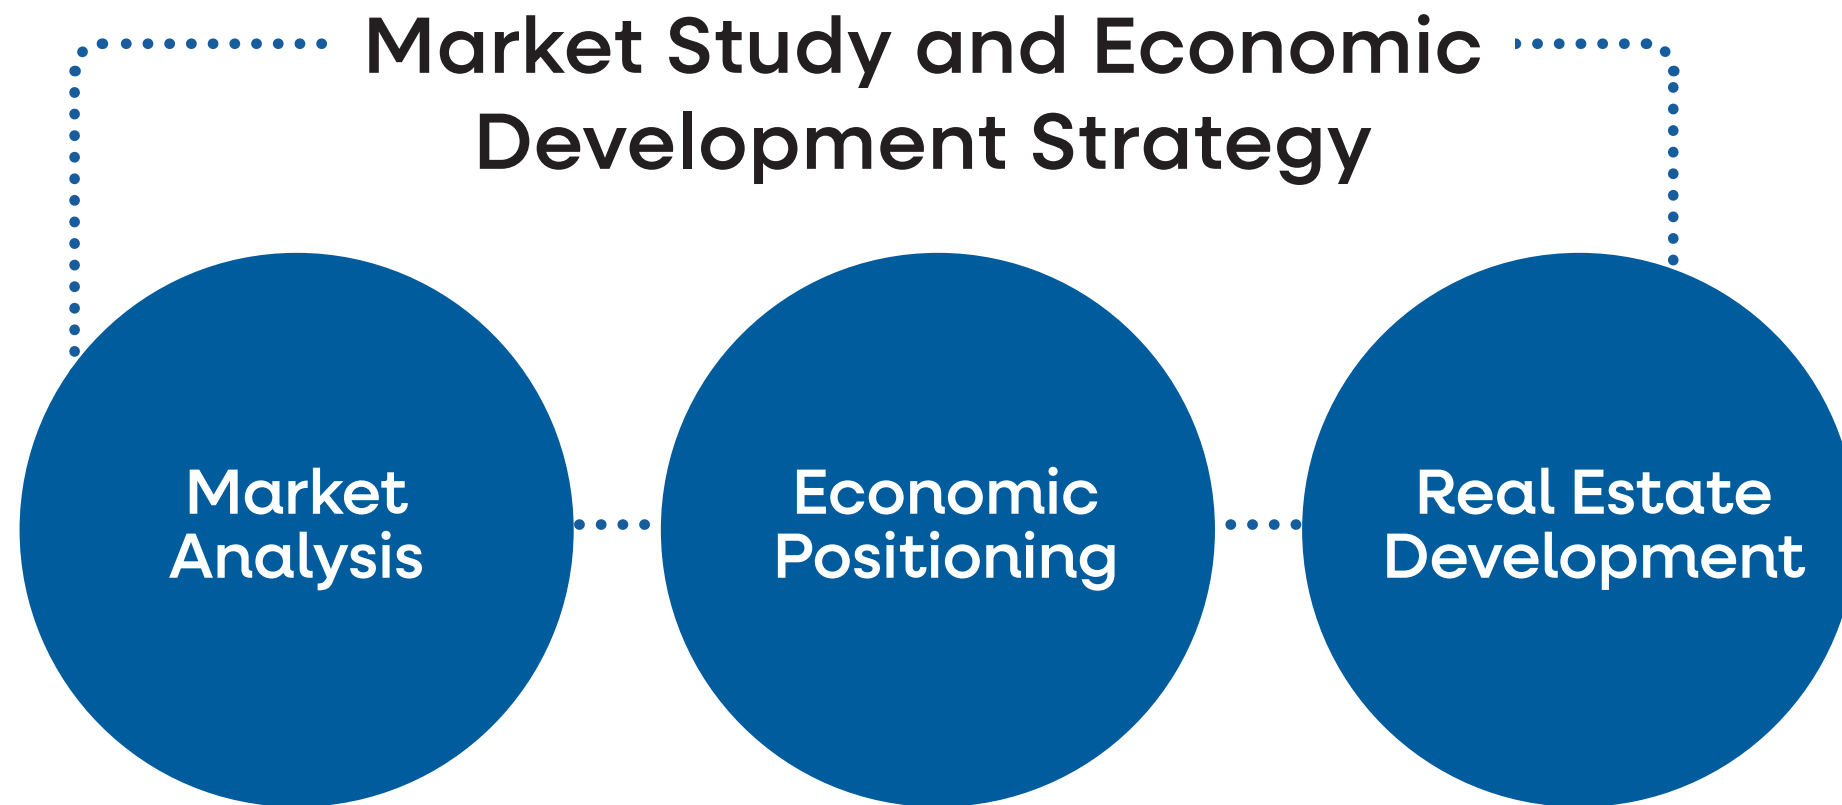 Market Study and Economic
Development Strategy
Market
Analysis
Economic
Positioning
Real Estate
Development